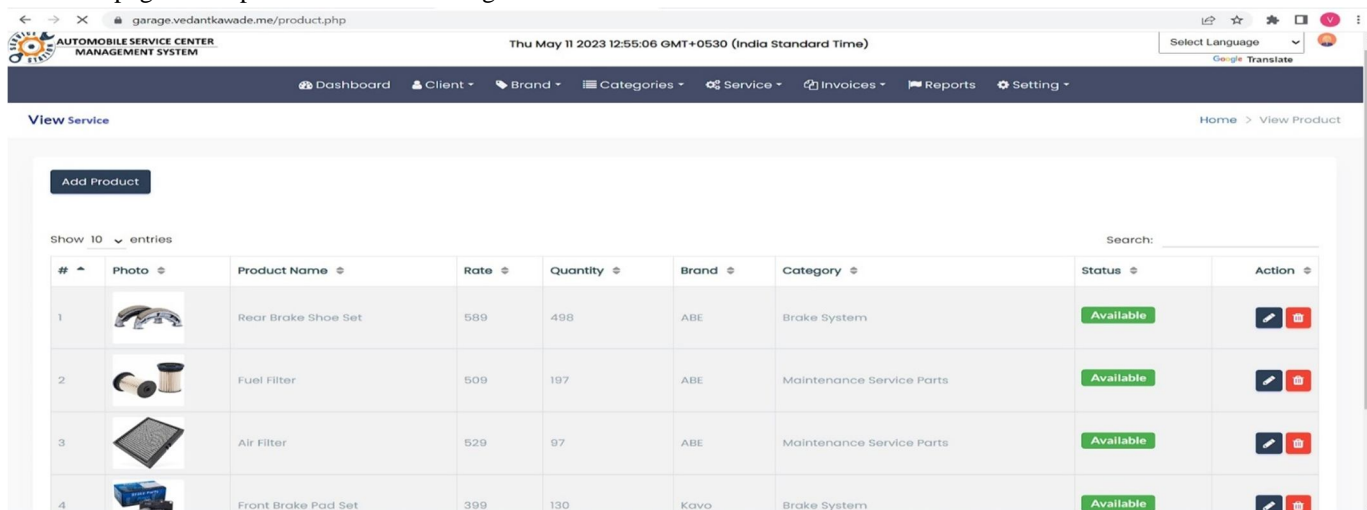 garage.vedantkawade.me/product.php
V
AUTOMOBILE SERVICE CENTER
MANAGEMENT SYSTEM
Thu May 11 2023 12:55:06 GMT+0530 (India Standard Time)
Select Language
Google Translate
Dashboard Client Brand Categories Service Invoices Reports Setting
View Service
Home > View Product
Add Product
Show 10 entries
Search:
# Photo Product Name Rate Quantity Brand Category Status Action
1 Rear Brake Shoe Set 589 498 ABE Brake System Available
2 Fuel Filter 509 197 ABE Maintenance Service Parts Available
3 Air Filter 529 97 ABE Maintenance Service Parts Available
4 Front Brake Pad Set 399 130 Kavo Brake System Available